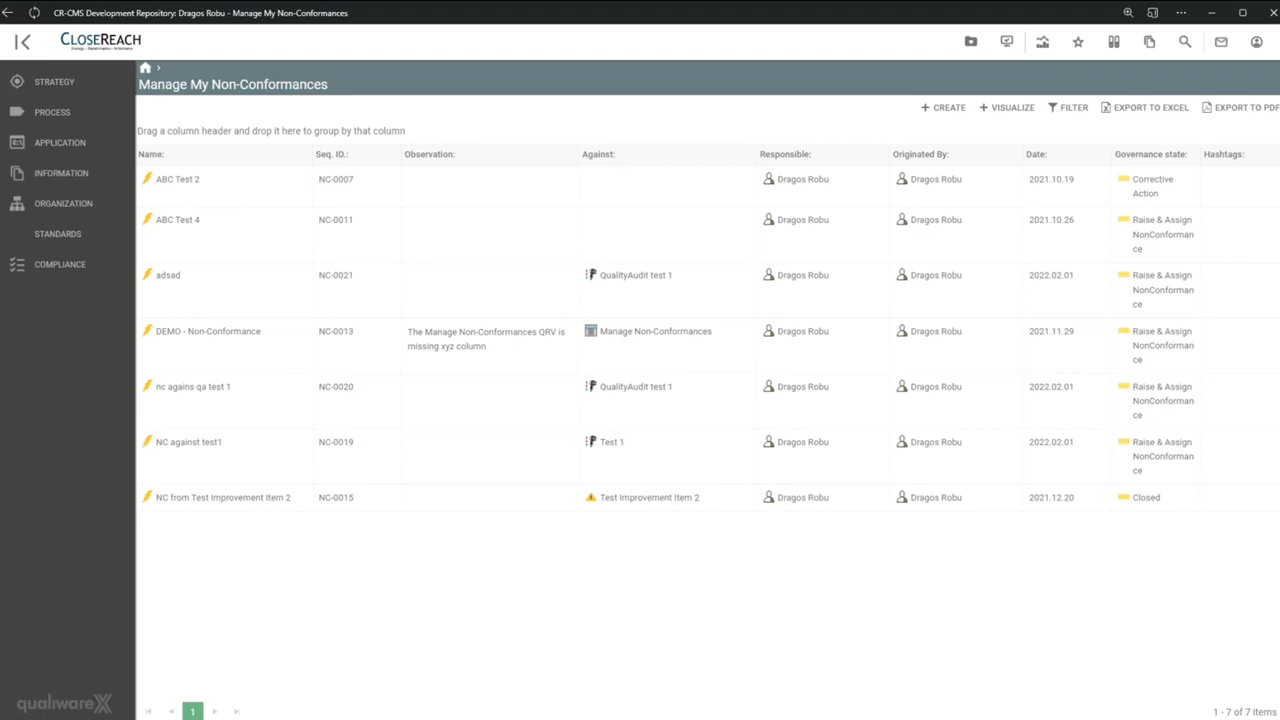 CR-CMS Development Repository: Dragos Robu - Manage My Non-Conformances
CLOSEREACH
STRATEGY
PROCESS
APPLICATION
INFORMATION
ORGANIZATION
STANDARDS
COMPLIANCE
Manage My Non-Conformances
+ CREATE + VISUALIZE FILTER EXPORT TO EXCEL EXPORT TO PDF
Drag a column header and drop it here to group by that column
Name: Seq. ID.: Observation: Against: Responsible: Originated By: Date: Governance state: Hashtags:
ABC Test 2 NC-0007 Dragos Robu Dragos Robu 2021.10.19 Corrective
Action
ABC Test 4 NC-0011 Dragos Robu Dragos Robu 2021.10.26 Raise & Assign
NonConforman
ce
adsad NC-0021 QualityAudit test 1 Dragos Robu Dragos Robu 2022.02.01 Raise & Assign
NonConforman
ce
DEMO - Non-Conformance NC-0013 The Manage Non-Conformances QRV is Manage Non-Conformances Dragos Robu Dragos Robu 2021.11.29 Raise & Assign
missing xyz column NonConforman
ce
nc agains qa test 1 NC-0020 QualityAudit test 1 Dragos Robu Dragos Robu 2022.02.01 Raise & Assign
NonConforman
ce
NC against test1 NC-0019 Test 1 Dragos Robu Dragos Robu 2022.02.01 Raise & Assign
NonConforman
ce
NC from Test Improvement Item 2 NC-0015 Test Improvement Item 2 Dragos Robu Dragos Robu 2021.12.20 Closed
qualiwareX
1
1 - 7 of 7 items